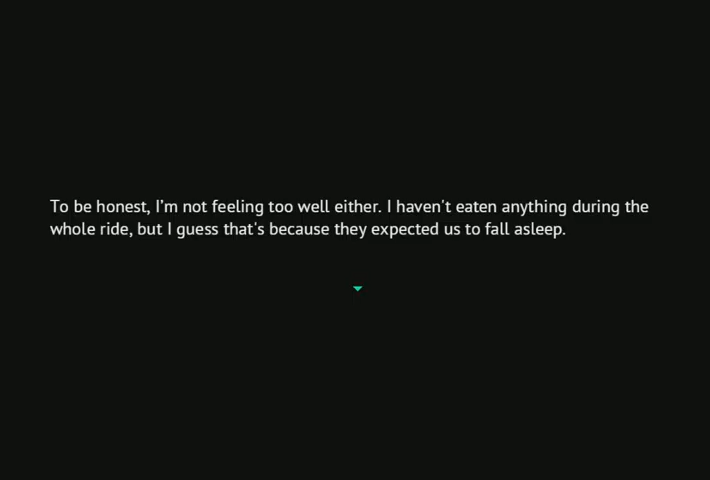 To be honest, I’m not feeling too well either. I haven't eaten anything during the
whole ride, but I guess that's because they expected us to fall asleep.